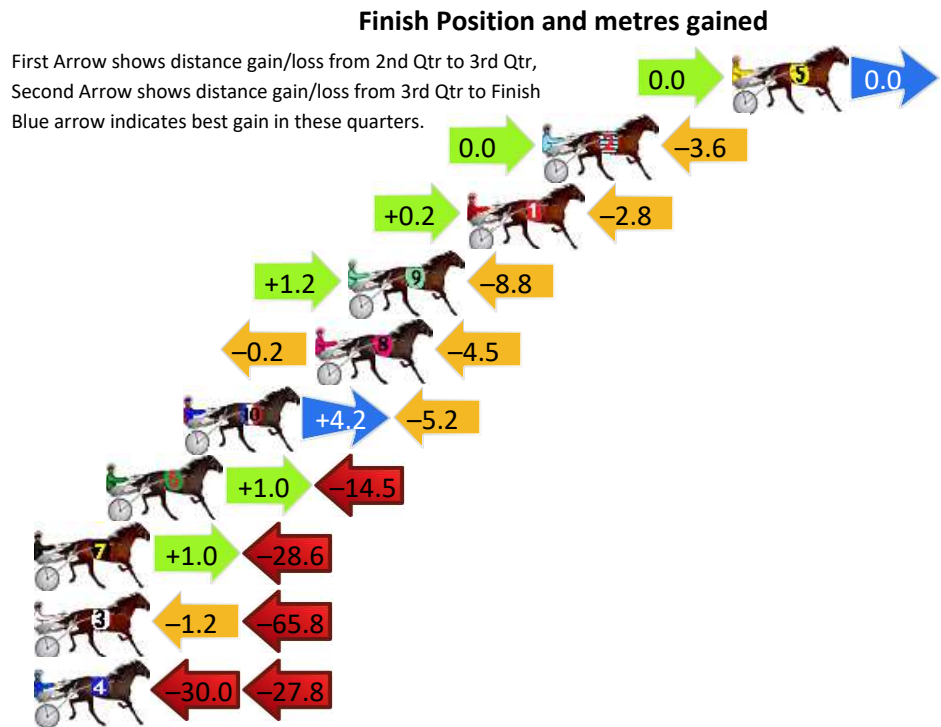 Finish Position and metres gained
First Arrow shows distance gain/loss from 2nd Qtr to 3rd Qtr,
Second Arrow shows distance gain/loss from 3rd Qtr to Finish
Blue arrow indicates best gain in these quarters.
0.0 5 0.0
0.0 2 −3.6
+0.2 1 −2.8
+1.2 9 −8.8
−0.2 8 −4.5
10 +4.2 −5.2
6 +1.0 −14.5
7 +1.0 −28.6
3 −1.2 −65.8
4 −30.0 −27.8